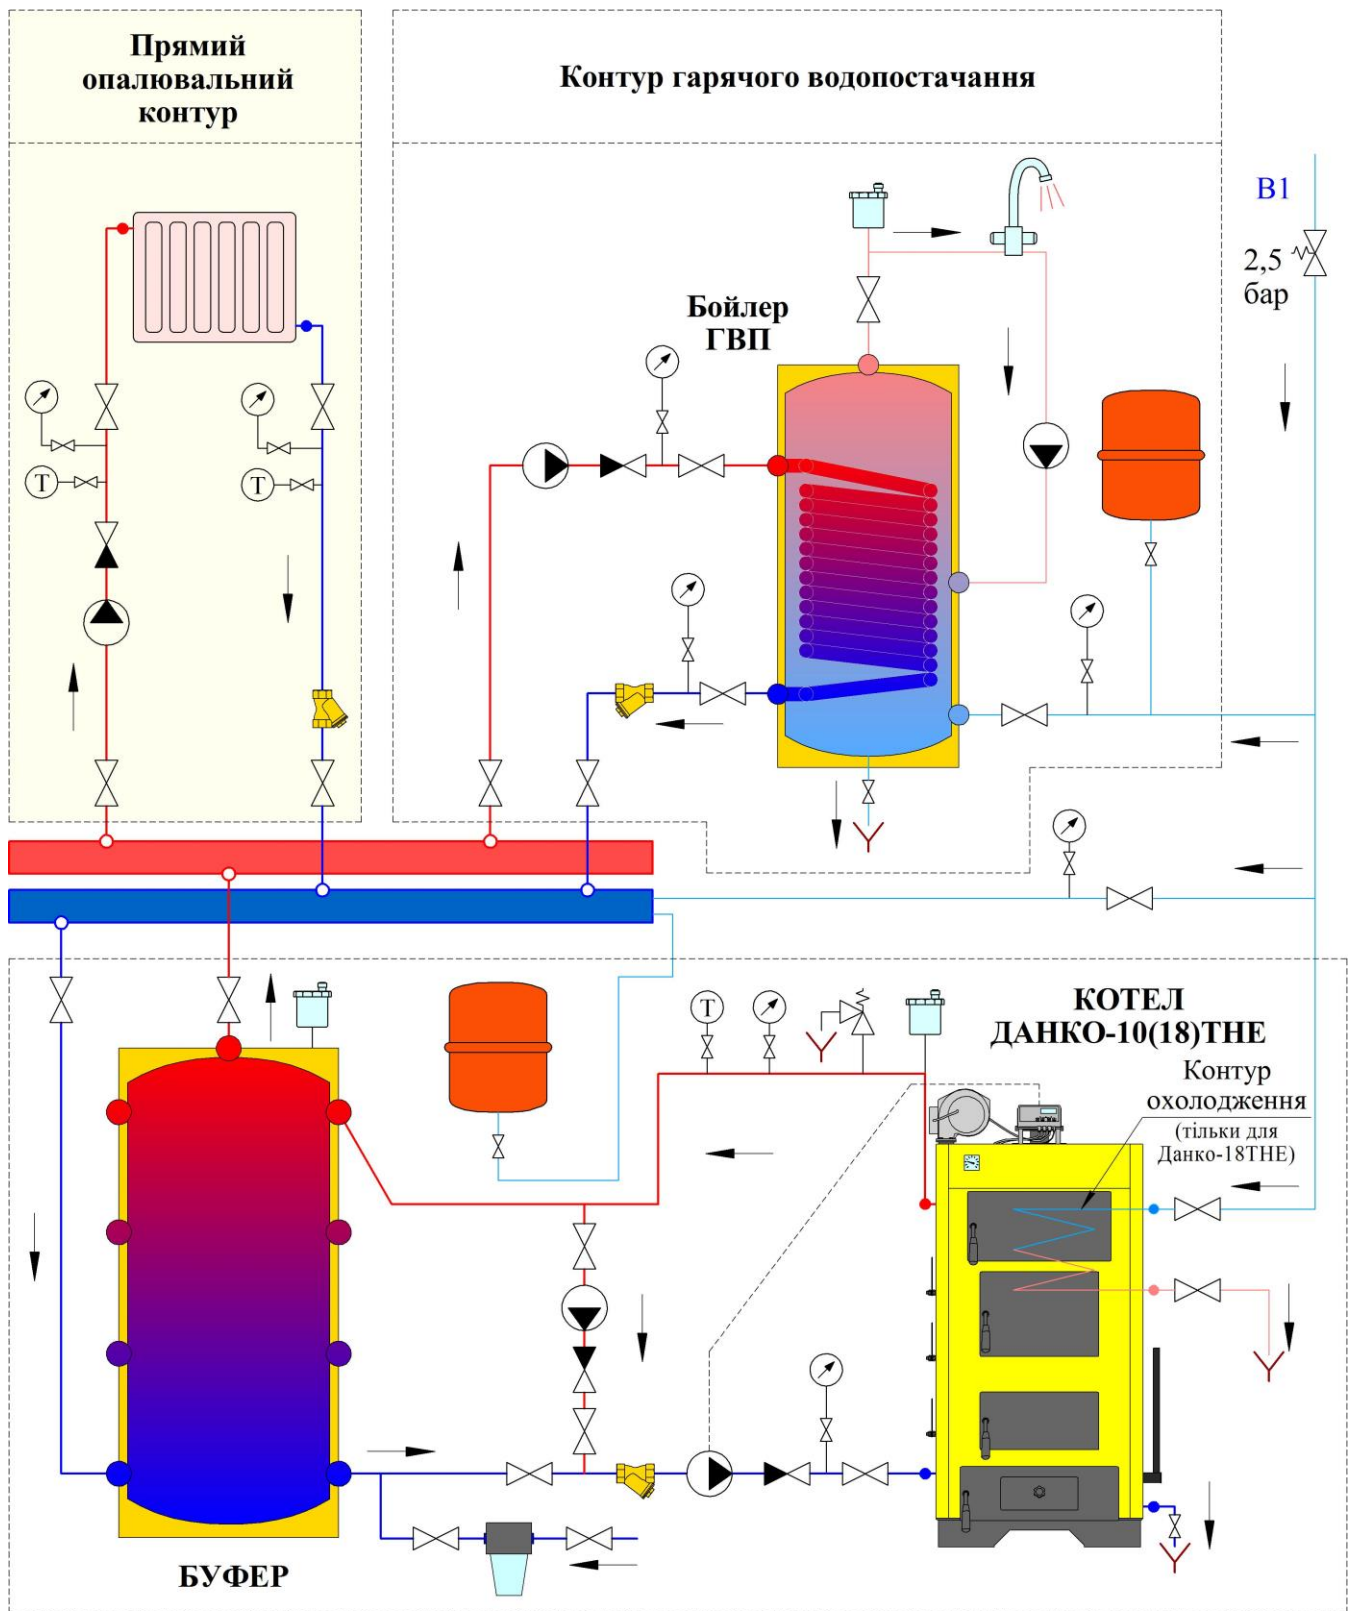 Прямий
опалювальний
контур
Контур гарячого водопостачання
В1
2,5
бар
Бойлер
ГВП
T
T
T
КОТЕЛ
ДАНКО-10(18)ТНЕ
Контур
охолодження
(тільки для
Данко-18ТНЕ)
БУФЕР